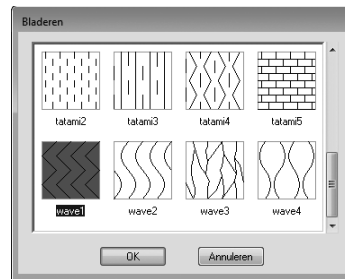 Bladeren
tatami2 tatami3 tatami4 tatami5
wave1 wave2 wave3 wave4
OK Annuleren